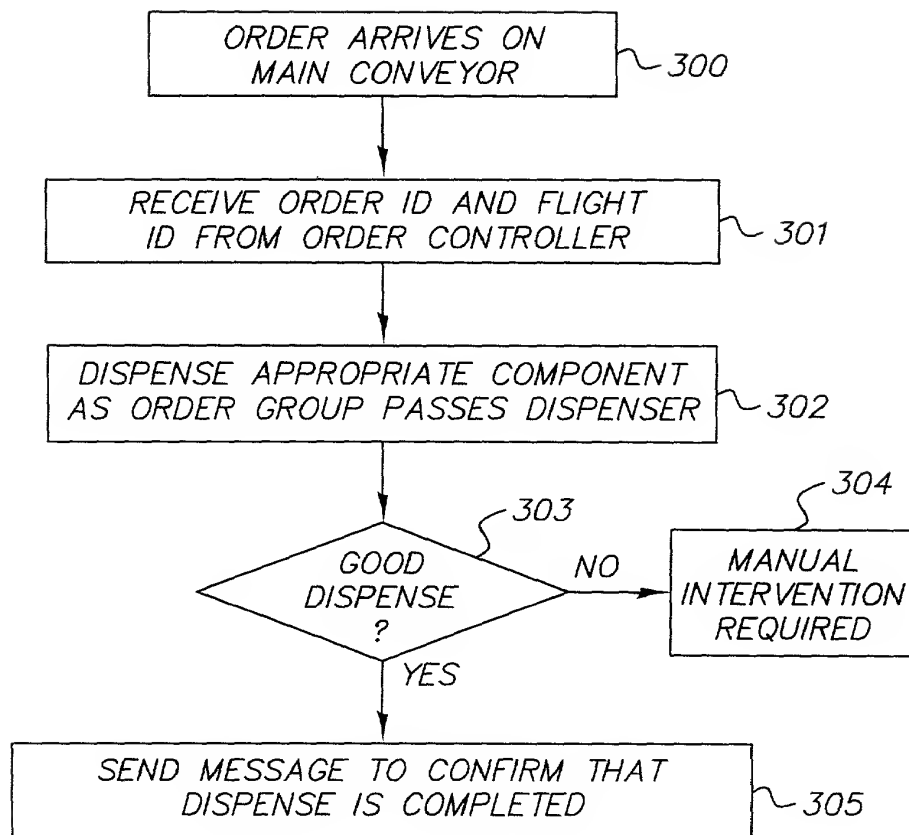 ORDER ARRIVES ON
MAIN CONVEYOR
300
RECEIVE ORDER ID AND FLIGHT
ID FROM ORDER CONTROLLER
301
DISPENSE APPROPRIATE COMPONENT
AS ORDER GROUP PASSES DISPENSER
302
303
GOOD
DISPENSE
?
NO
304
MANUAL
INTERVENTION
REQUIRED
YES
SEND MESSAGE TO CONFIRM THAT
DISPENSE IS COMPLETED
305